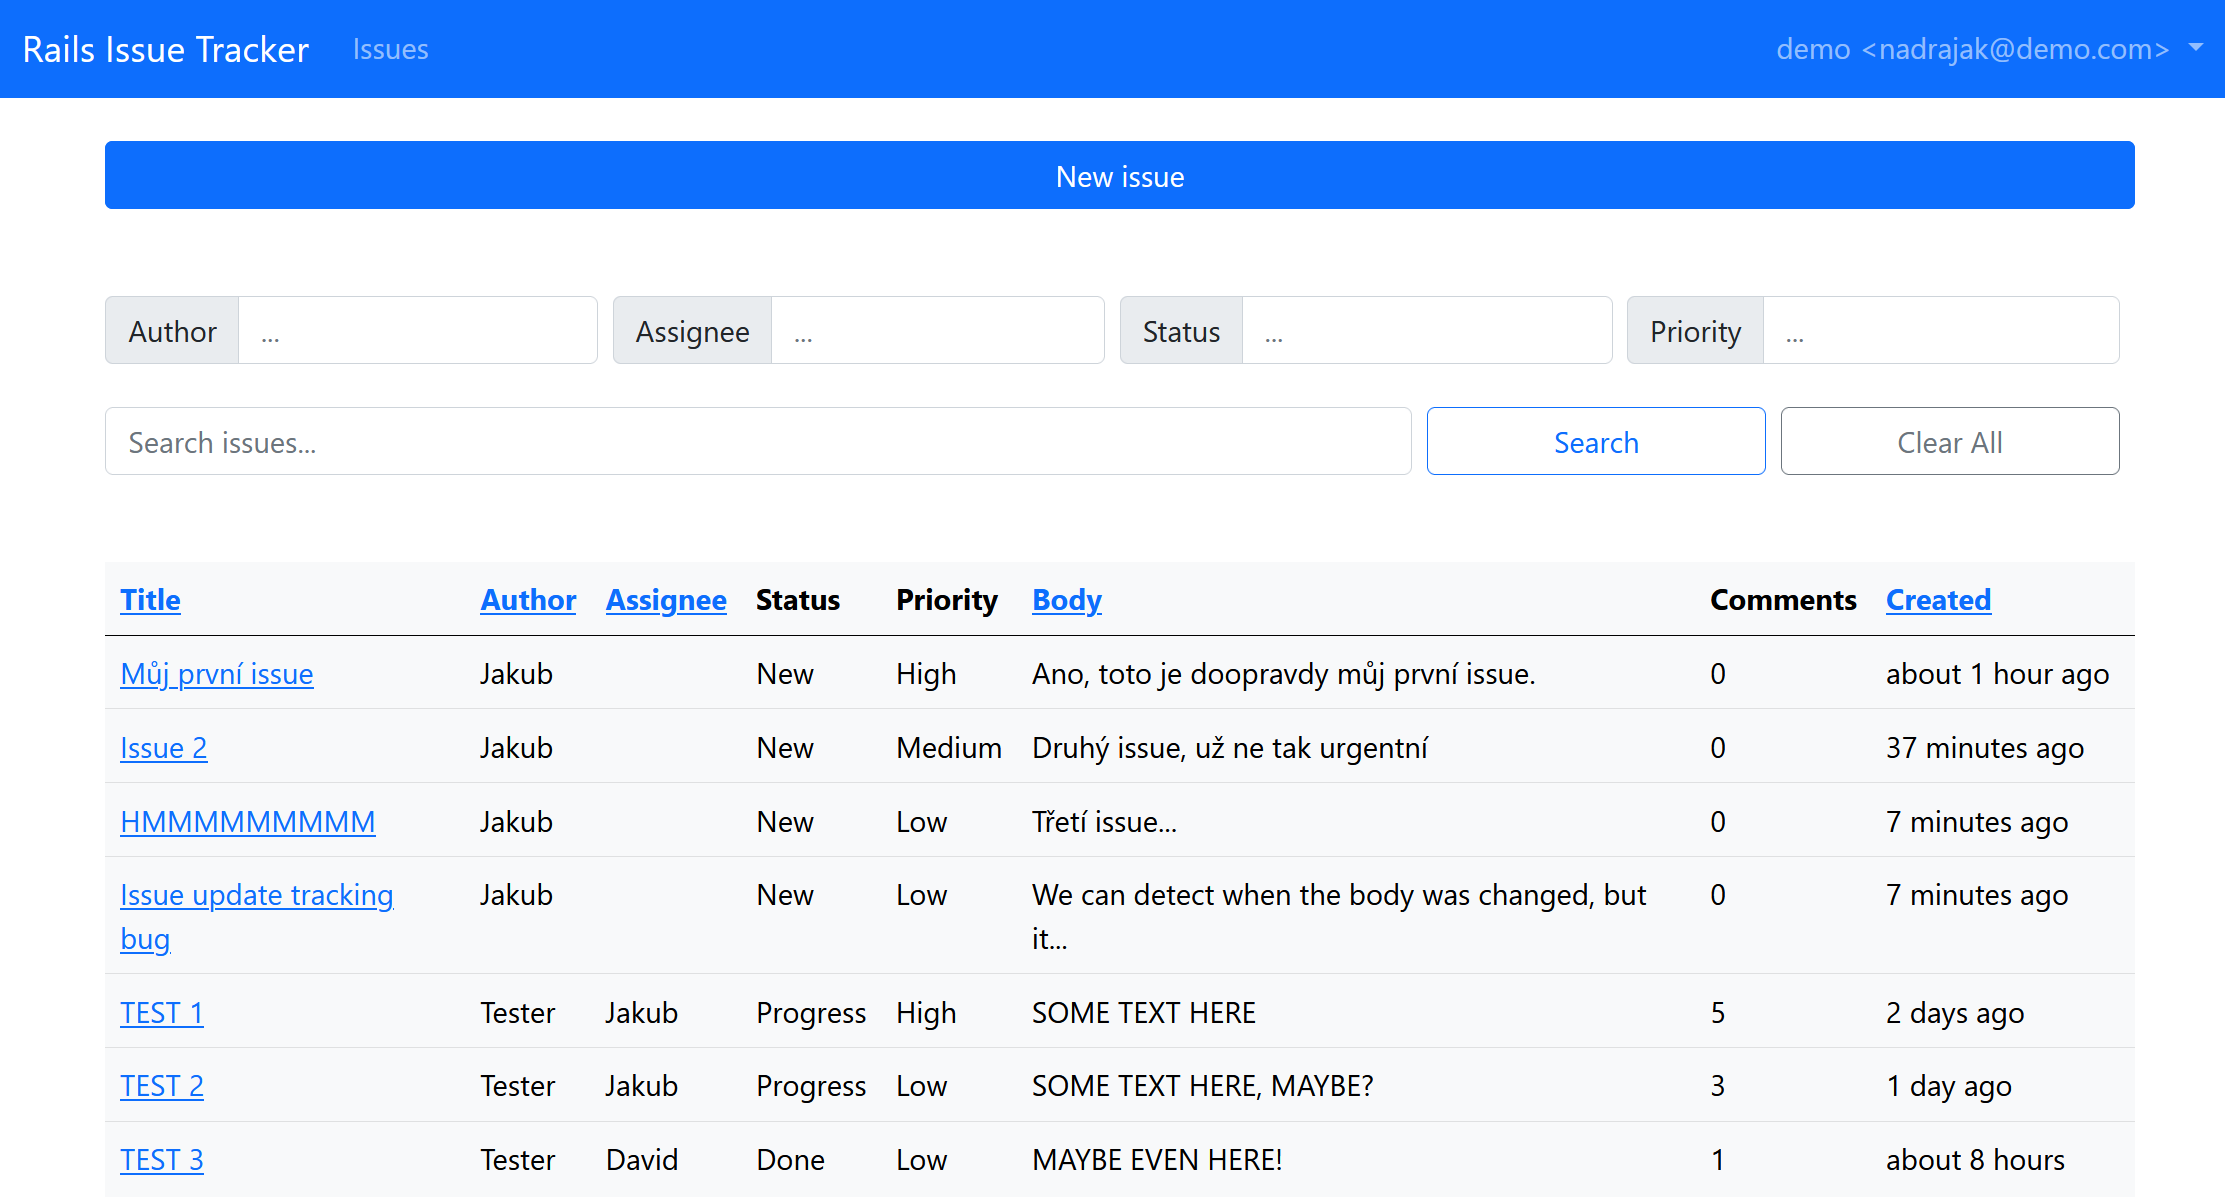 Rails Issue Tracker Issues demo <nadrajak@demo.com>
New issue
Author ... Assignee ... Status ... Priority ...
Search issues... Search Clear All
Title Author Assignee Status Priority Body Comments Created
Můj první issue Jakub New High Ano, toto je doopravdy můj první issue. 0 about 1 hour ago
Issue 2 Jakub New Medium Druhý issue, už ne tak urgentní 0 37 minutes ago
HMMMMMMMMM Jakub New Low Třetí issue... 0 7 minutes ago
Issue update tracking Jakub New Low We can detect when the body was changed, but 0 7 minutes ago
bug it...
TEST 1 Tester Jakub Progress High SOME TEXT HERE 5 2 days ago
TEST 2 Tester Jakub Progress Low SOME TEXT HERE, MAYBE? 3 1 day ago
TEST 3 Tester David Done Low MAYBE EVEN HERE! 1 about 8 hours